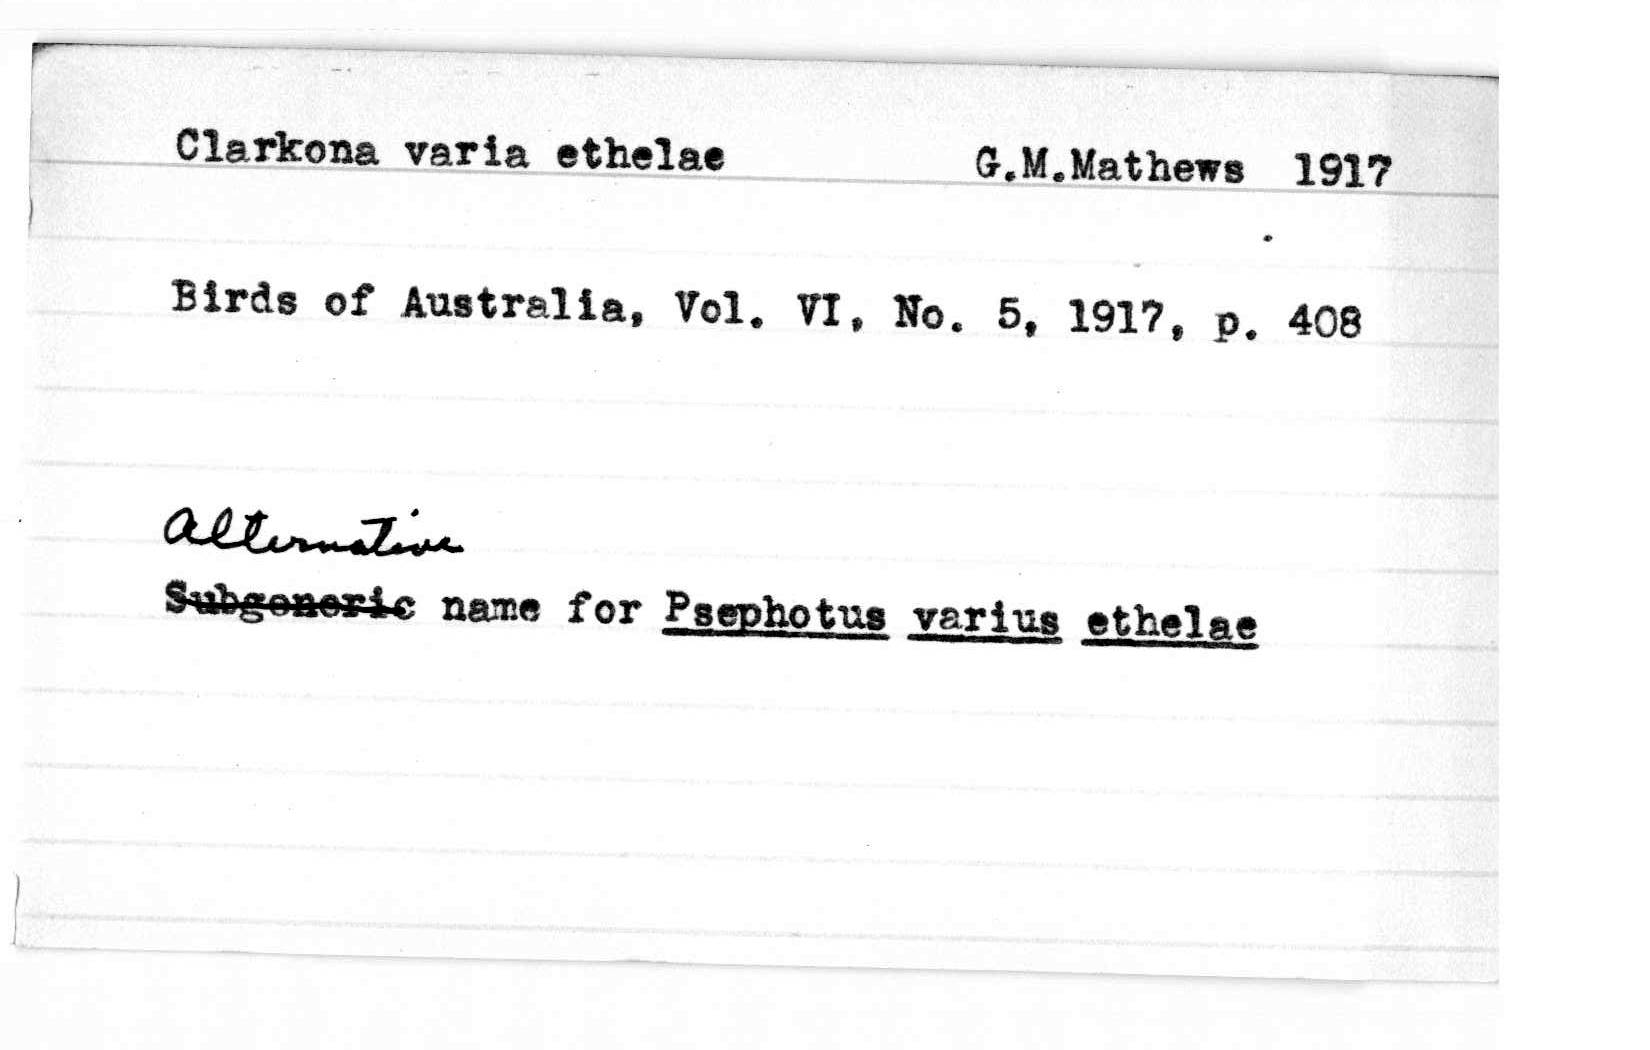 Clarkona varia ethelae G.M.Mathews 1917
Birds of Australia, Vol. VI, No. 5, 1917, p. 408
Alternative
Subgeneric name for Psephotus varius ethelae